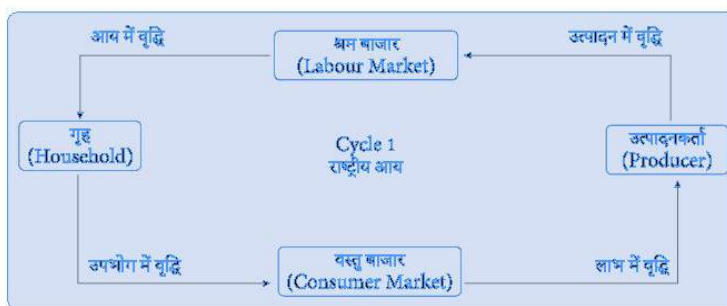 आय में वृद्धि
श्रम बाजार
(Labour Market)
उत्पादन में वृद्धि
गृह
(Household)
Cycle 1
राष्ट्रीय आय
उत्पादनकर्ता
(Producer)
उपभोग में वृद्धि
वस्तु बाजार
(Consumer Market)
लाभ में वृद्धि